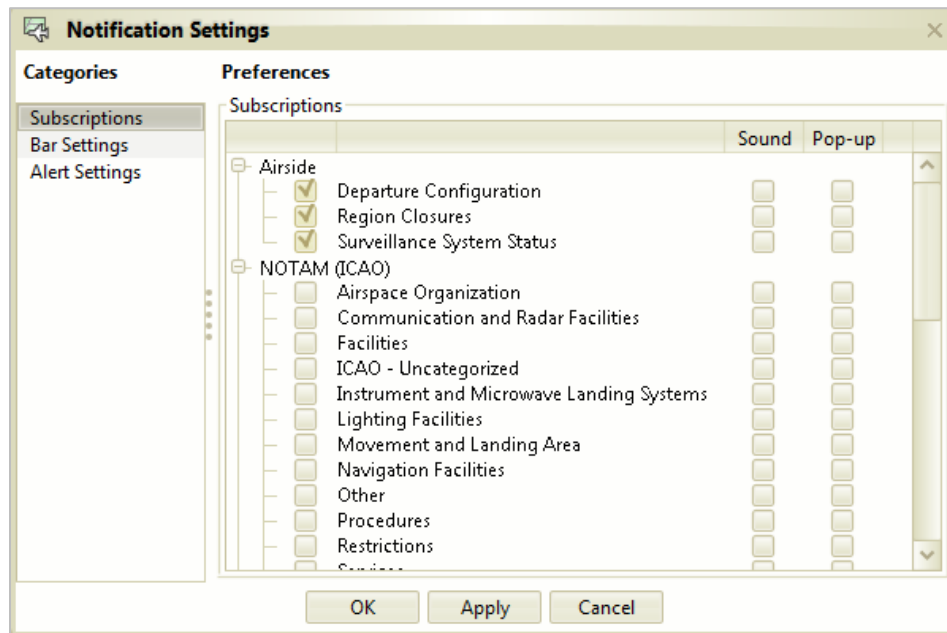 Notification Settings
Categories
Preferences
Subscriptions
Bar Settings
Alert Settings
Subscriptions
Sound Pop-up
Airside
Departure Configuration
Region Closures
Surveillance System Status
NOTAM (ICAO)
Airspace Organization
Communication and Radar Facilities
Facilities
ICAO - Uncategorized
Instrument and Microwave Landing Systems
Lighting Facilities
Movement and Landing Area
Navigation Facilities
Other
Procedures
Restrictions
OK Apply Cancel